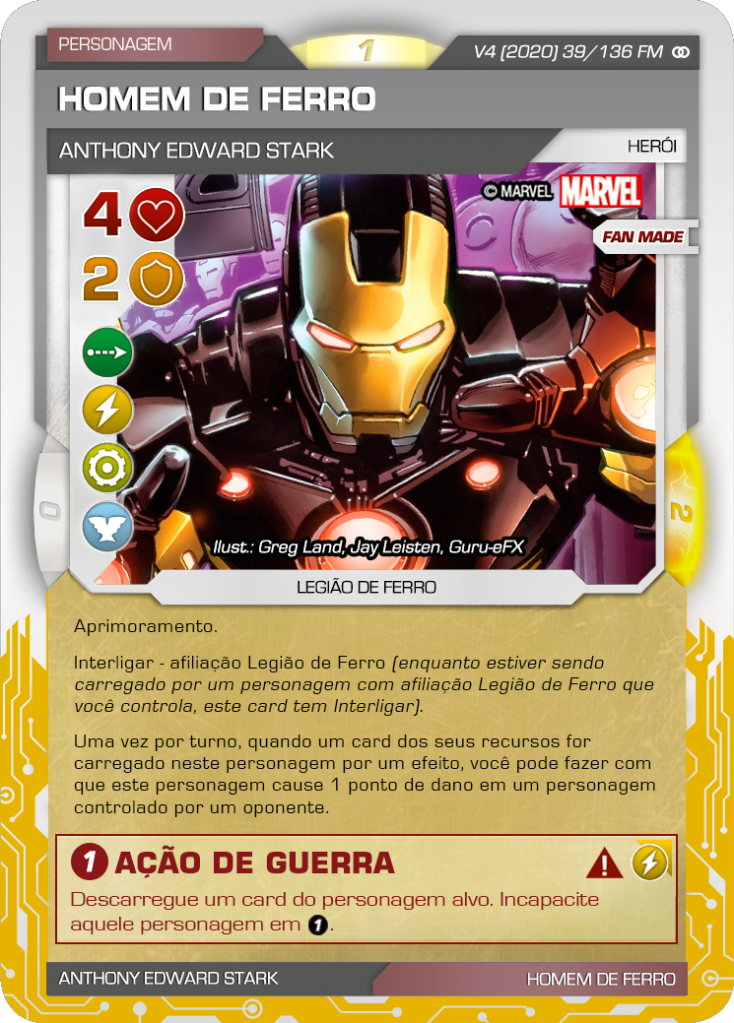 PERSONAGEM
1
V4 (2020) 39/136 FM
HOMEM DE FERRO
ANTHONY EDWARD STARK
HERÓI
© MARVEL MARVEL
4
FAN MADE
2
0
2
Ilust.: Greg Land, Jay Leisten, Guru-eFX
LEGIÃO DE FERRO
Aprimoramento.
Interligar - afiliação Legião de Ferro (enquanto estiver sendo
carregado por um personagem com afiliação Legião de Ferro que
você controla, este card tem Interligar).
Uma vez por turno, quando um card dos seus recursos for
carregado neste personagem por um efeito, você pode fazer com
que este personagem cause 1 ponto de dano em um personagem
controlado por um oponente.
1 AÇÃO DE GUERRA
Descarregue um card do personagem alvo. Incapacite
aquele personagem em 1.
ANTHONY EDWARD STARK
HOMEM DE FERRO